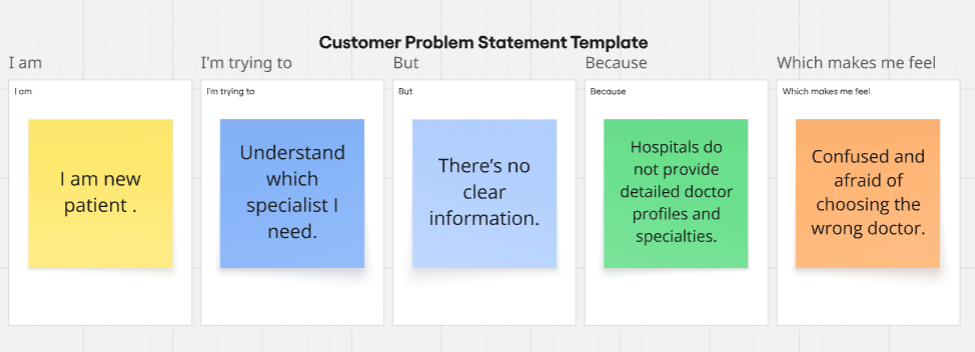 Customer Problem Statement Template
I am
I'm trying to
But
Because
Which makes me feel
I am
I'm trying to
But
Because
Which makes me feel
I am new
patient .
Understand
which
specialist I
need.
There's no
clear
information.
Hospitals do
not provide
detailed doctor
profiles and
specialties.
Confused and
afraid of
choosing the
wrong doctor.